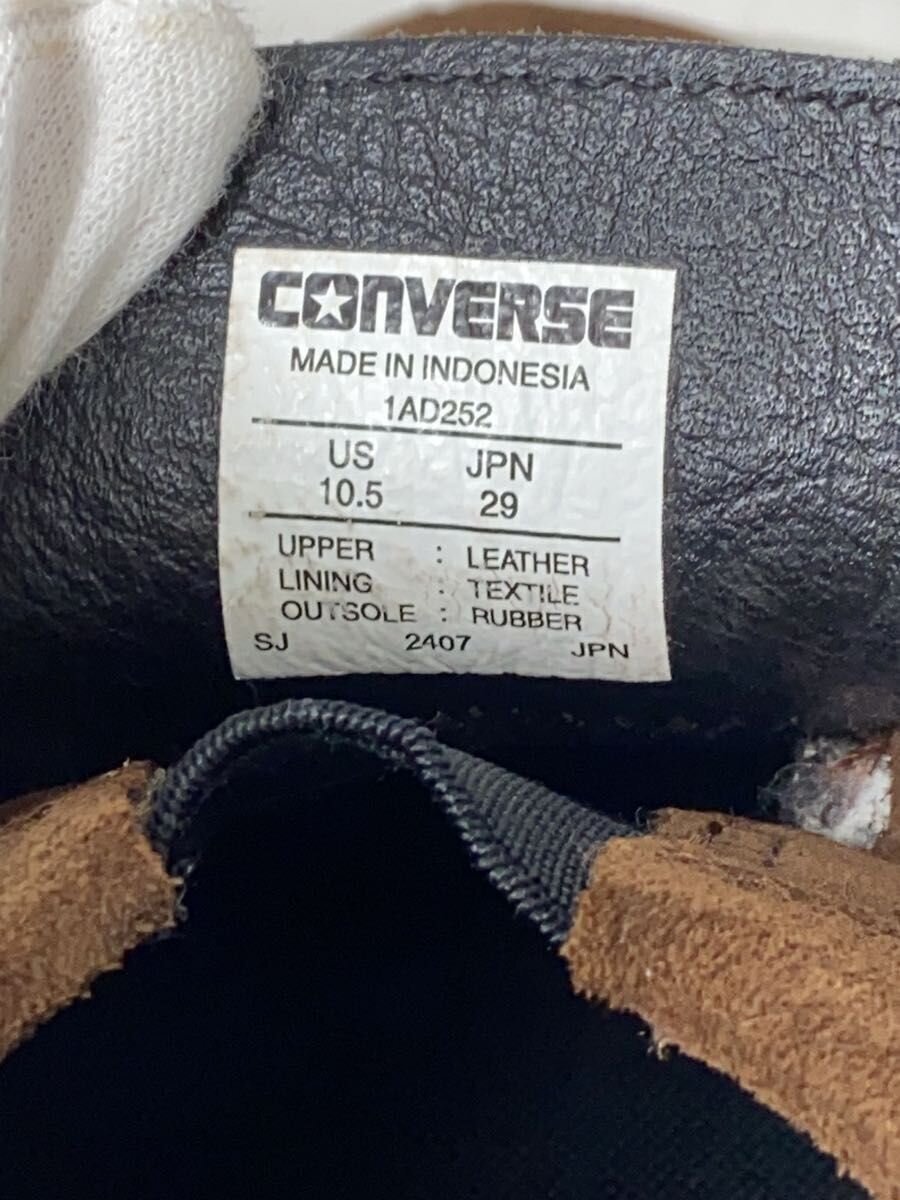 CONVERSE
MADE IN INDONESIA
1AD252
US JPN
10.5 29
UPPER : LEATHER
LINING : TEXTILE
OUTSOLE : RUBBER
SJ 2407 JPN